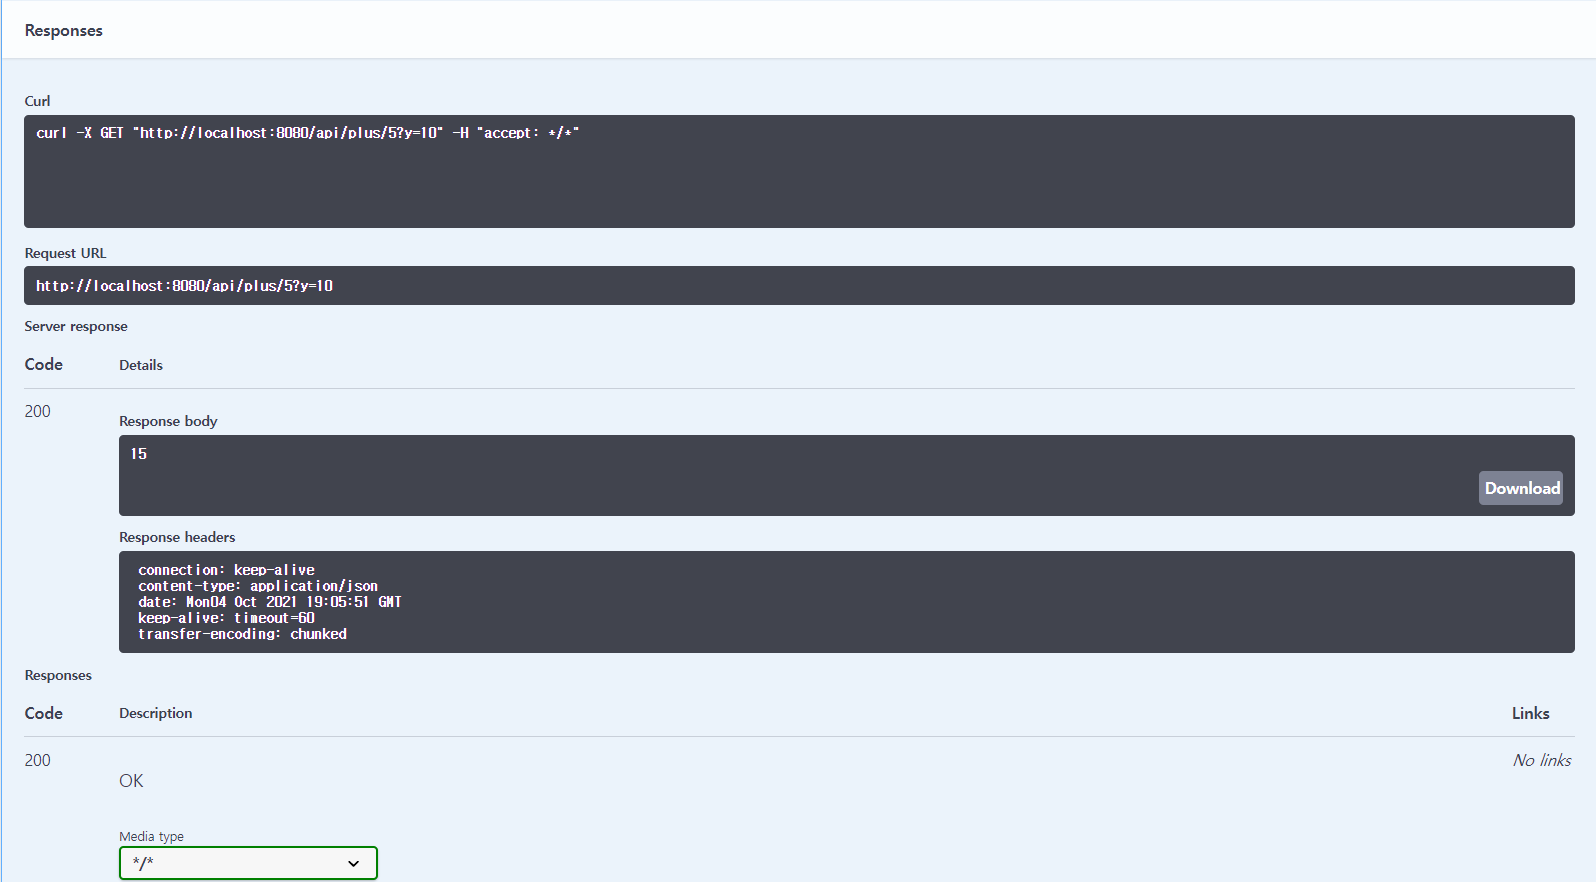 Responses
Curl
curl -X GET "http://localhost:8080/api/plus/5?y=10" -H "accept: */*"
Request URL
http://localhost:8080/api/plus/5?y=10
Server response
Code Details
200
Response body
15
Download
Response headers
connection: keep-alive
content-type: application/json
date: Mon04 Oct 2021 19:05:51 GMT
keep-alive: timeout=60
transfer-encoding: chunked
Responses
Code Description Links
200 No links
OK
Media type
*/*